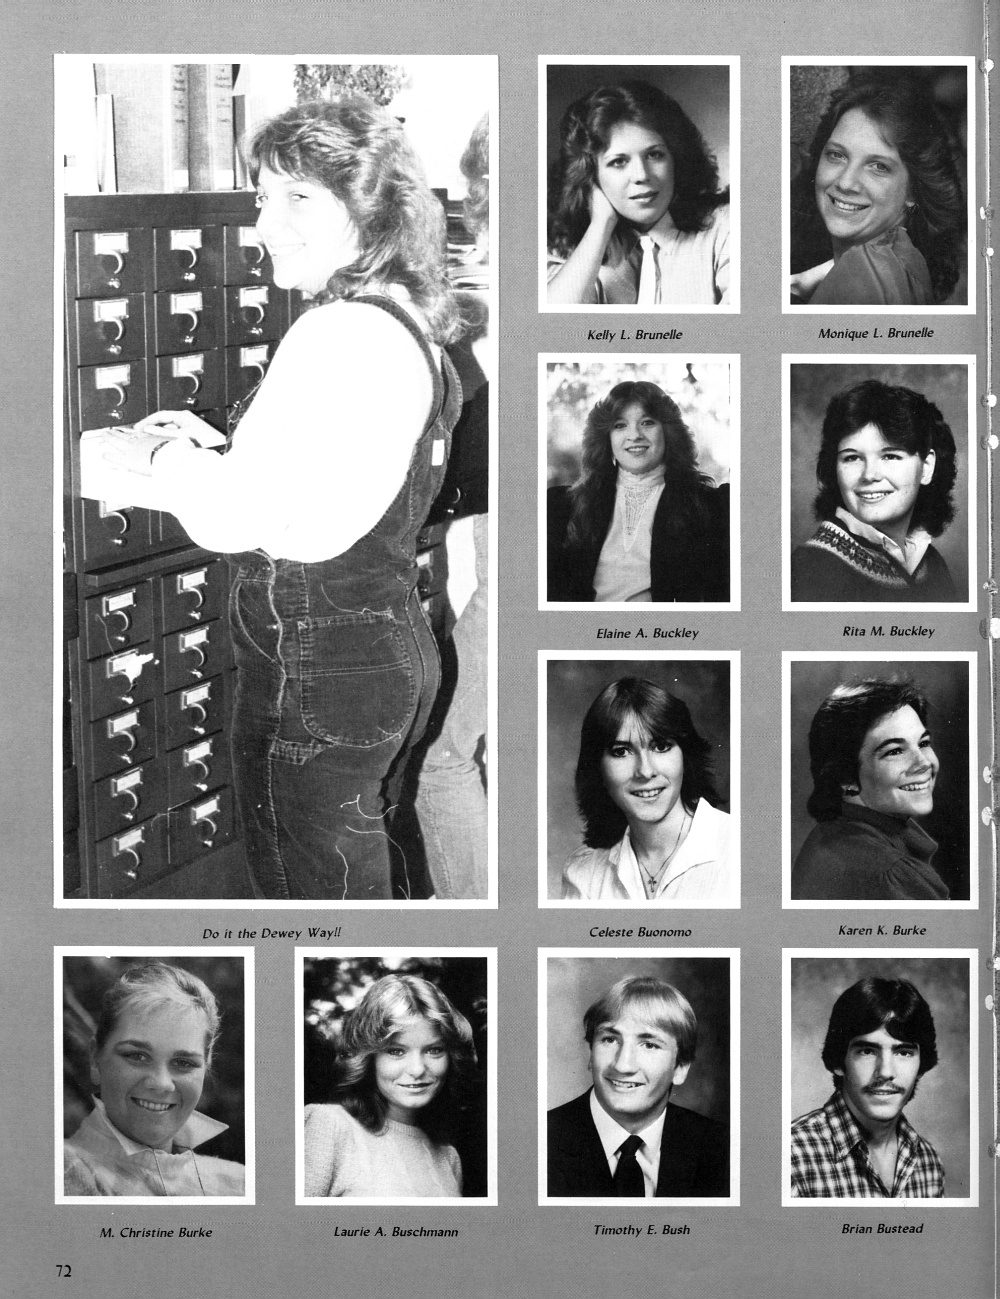 Kelly L. Brunelle
Monique L. Brunelle
Elaine A. Buckley
Rita M. Buckley
Do it the Dewey Way!!
Celeste Buonomo
Karen K. Burke
M. Christine Burke
Laurie A. Buschmann
Timothy E. Bush
Brian Bustead
72